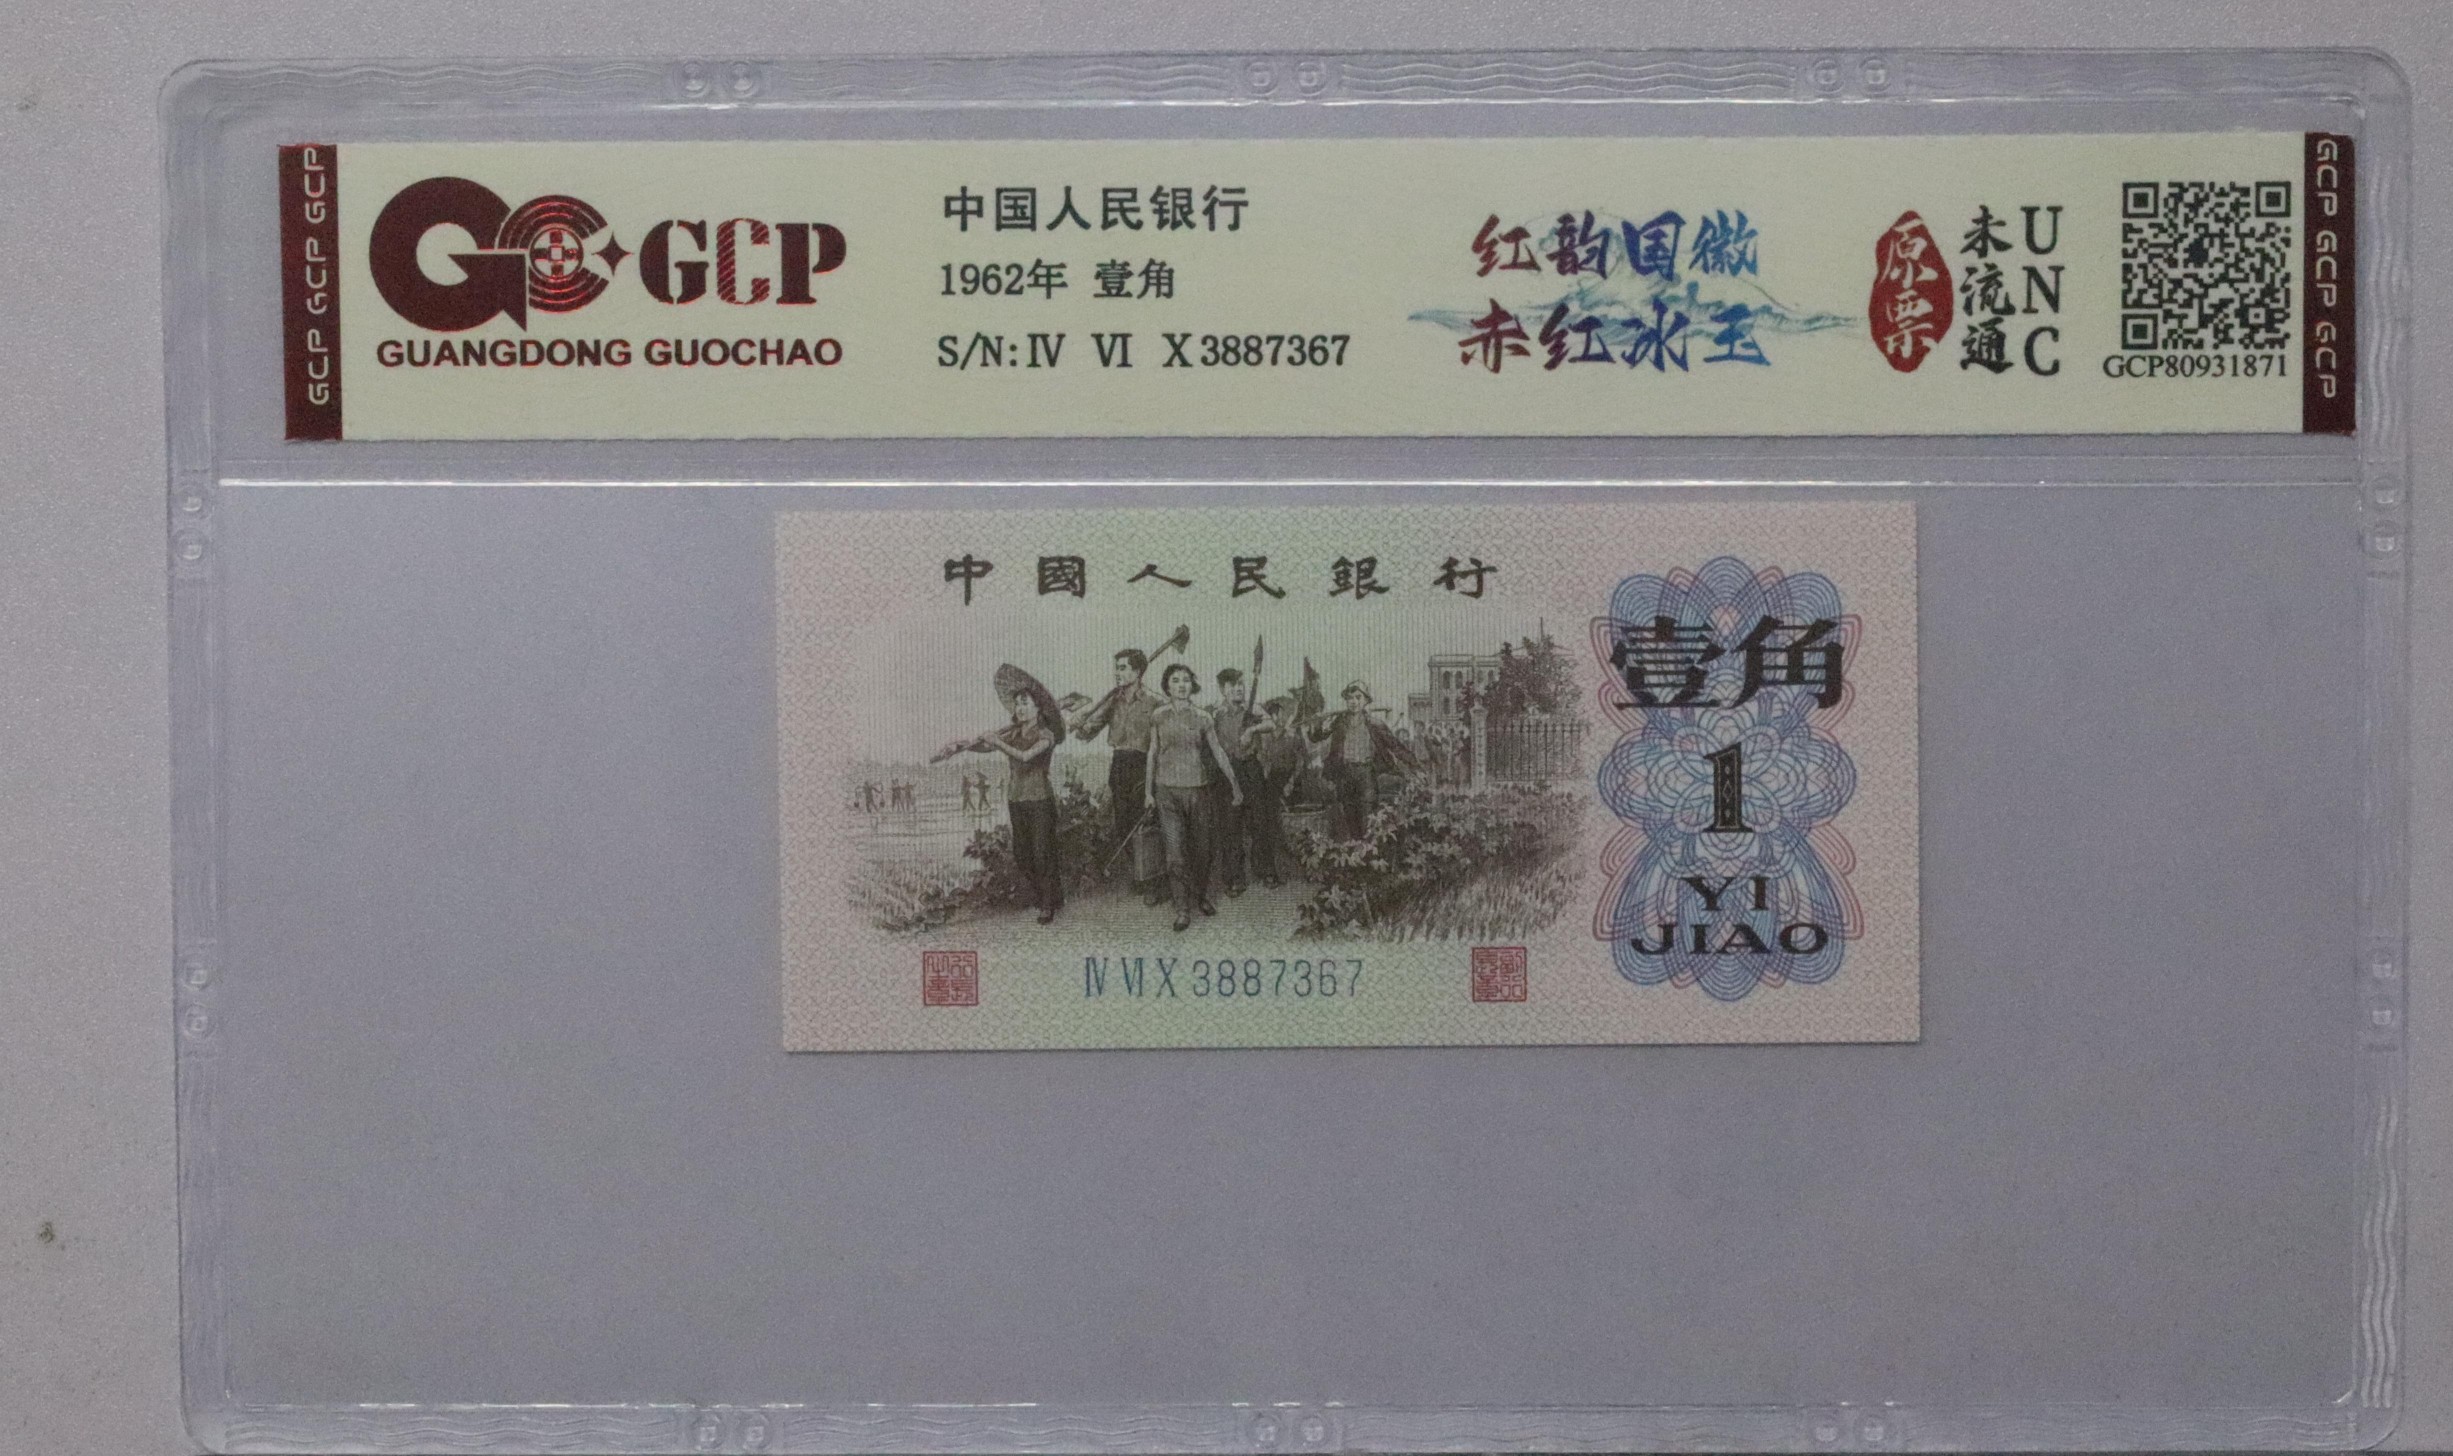 GCP GCP GCP
GCP
GUANGDONG GUOCHAO
中国人民银行
1962年 壹角
S/N: Ⅳ Ⅵ Ⅹ 3887367
红韵国徽
赤红冰玉
原票
未流通
UNC
GCP80931871
GCP GCP GCP
中國人民銀行
壹角
1
YI
JIAO
Ⅳ Ⅵ Ⅹ 3887367